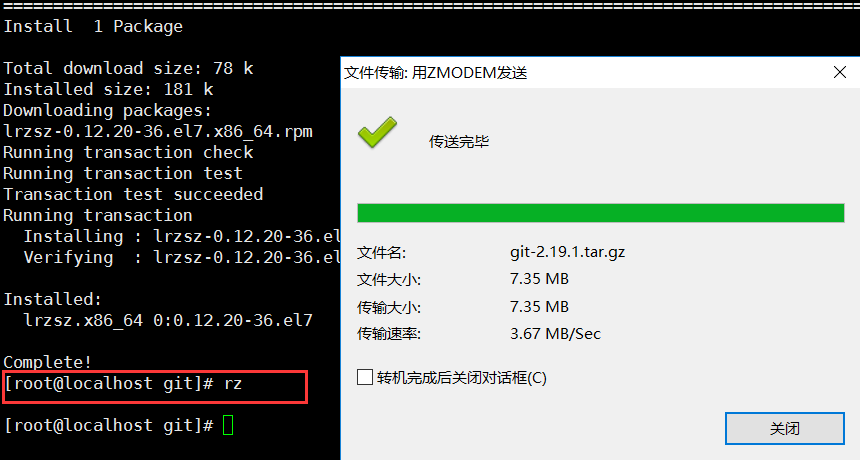 ================================================================================
Install  1 Package
Total download size: 78 k
Installed size: 181 k
Downloading packages:
lrzsz-0.12.20-36.el7.x86_64.rpm
Running transaction check
Running transaction test
Transaction test succeeded
Running transaction
  Installing : lrzsz-0.12.20-36.el
  Verifying  : lrzsz-0.12.20-36.el
Installed:
  lrzsz.x86_64 0:0.12.20-36.el7
Complete!
[root@localhost git]# rz
[root@localhost git]#
文件传输: 用ZMODEM发送
传送完毕
文件名: git-2.19.1.tar.gz
文件大小: 7.35 MB
传输大小: 7.35 MB
传输速率: 3.67 MB/Sec
转机完成后关闭对话框(C)
关闭